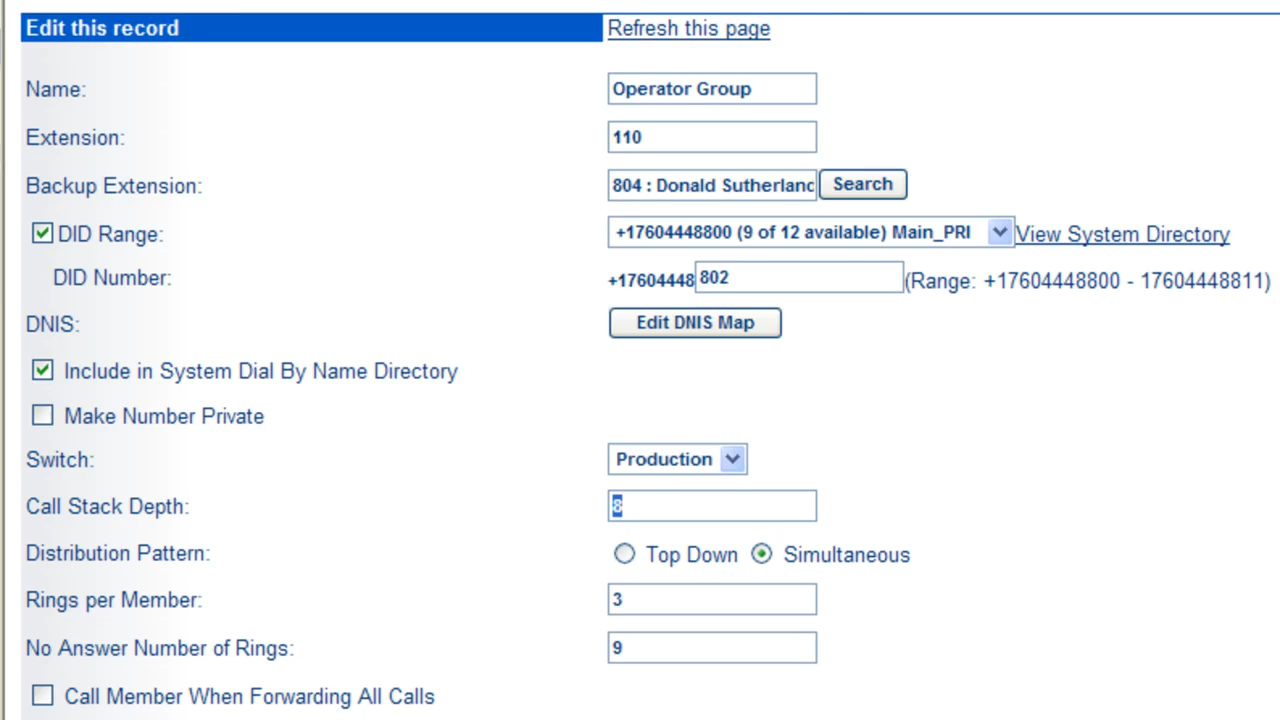 Edit this record Refresh this page
Name: Operator Group
Extension: 110
Backup Extension: 804 : Donald Sutherland Search
DID Range: +17604448800 (9 of 12 available) Main_PRI View System Directory
DID Number: +17604448 802 (Range: +17604448800 - 17604448811)
DNIS: Edit DNIS Map
Include in System Dial By Name Directory
Make Number Private
Switch: Production
Call Stack Depth: 8
Distribution Pattern: Top Down Simultaneous
Rings per Member: 3
No Answer Number of Rings: 9
Call Member When Forwarding All Calls